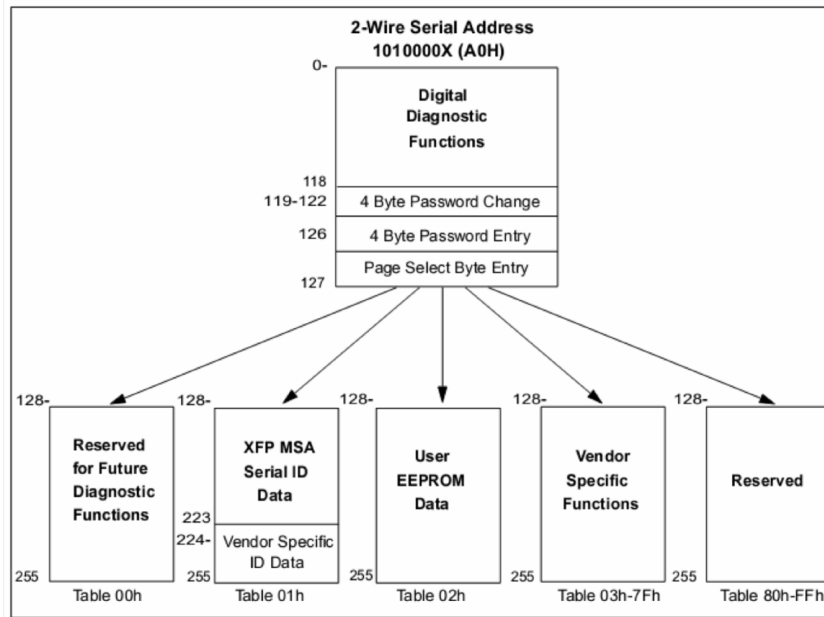 2-Wire Serial Address
1010000X (A0H)
0-
Digital
Diagnostic
Functions
118
119-122
4 Byte Password Change
126
4 Byte Password Entry
Page Select Byte Entry
127
128-
128-
128-
128-
128-
Reserved
for Future
Diagnostic
Functions
255
Table 00h
XFP MSA
Serial ID
Data
223
224-
Vendor Specific
ID Data
255
Table 01h
User
EEPROM
Data
255
Table 02h
Vendor
Specific
Functions
255
Table 03h-7Fh
Reserved
255
Table 80h-FFh